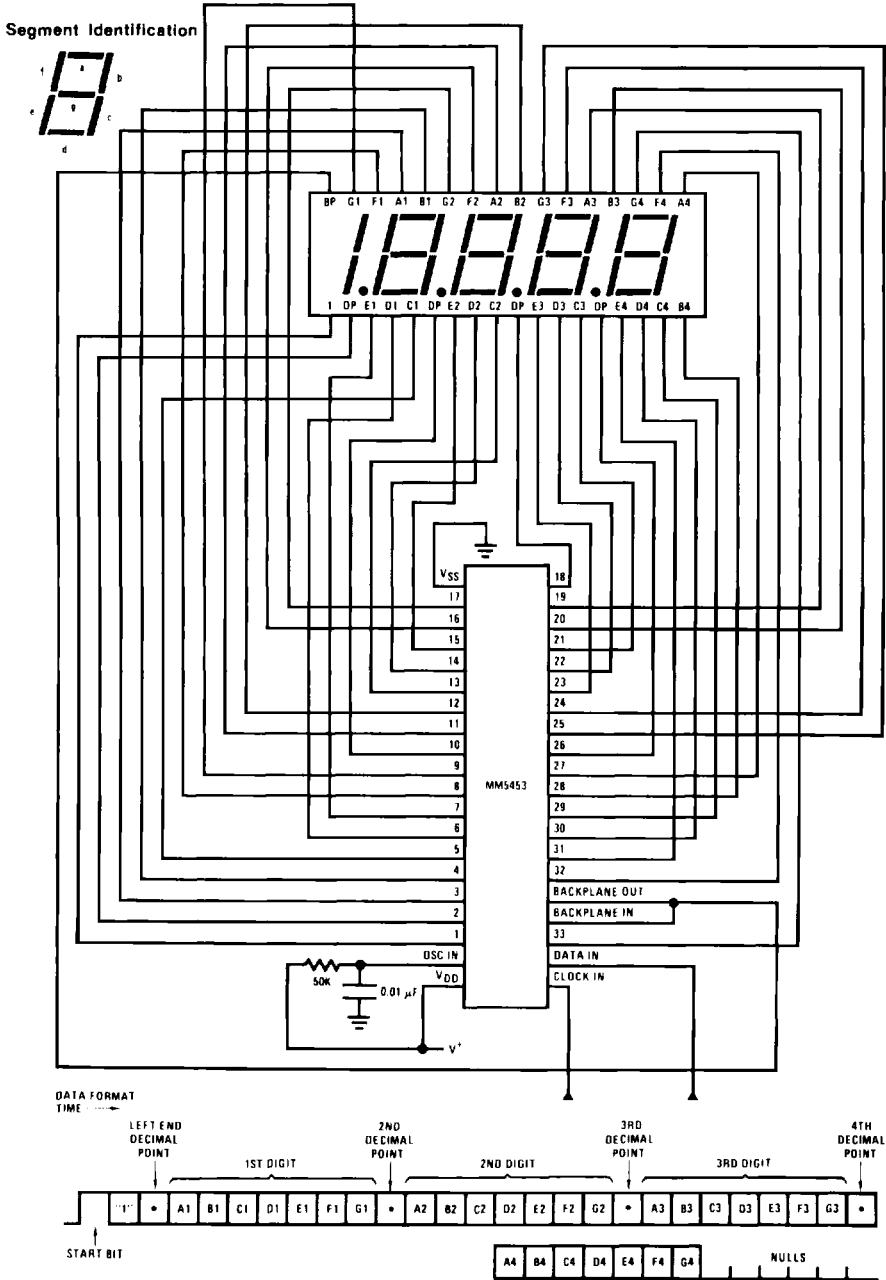 Segment Identification
a
f
b
g
e
c
d
BP G1 F1 A1 B1 G2 F2 A2 B2 G3 F3 A3 B3 G4 F4 A4
1 DP E1 D1 C1 DP E2 D2 C2 DP E3 D3 C3 DP E4 D4 C4 B4
VSS 18
17 19
16 20
15 21
14 22
13 23
12 24
11 25
10 26
9 27
MM5453
8 28
7 29
6 30
5 31
4 32
3 BACKPLANE OUT
2 BACKPLANE IN
1 33
OSC IN DATA IN
VDD CLOCK IN
50K
0.01 μF
V+
DATA FORMAT
TIME
LEFT END
DECIMAL
POINT
1ST DIGIT
2ND
DECIMAL
POINT
2ND DIGIT
3RD
DECIMAL
POINT
3RD DIGIT
4TH
DECIMAL
POINT
"1" • A1 B1 C1 D1 E1 F1 G1 • A2 B2 C2 D2 E2 F2 G2 • A3 B3 C3 D3 E3 F3 G3 •
START BIT
A4 B4 C4 D4 E4 F4 G4 NULLS